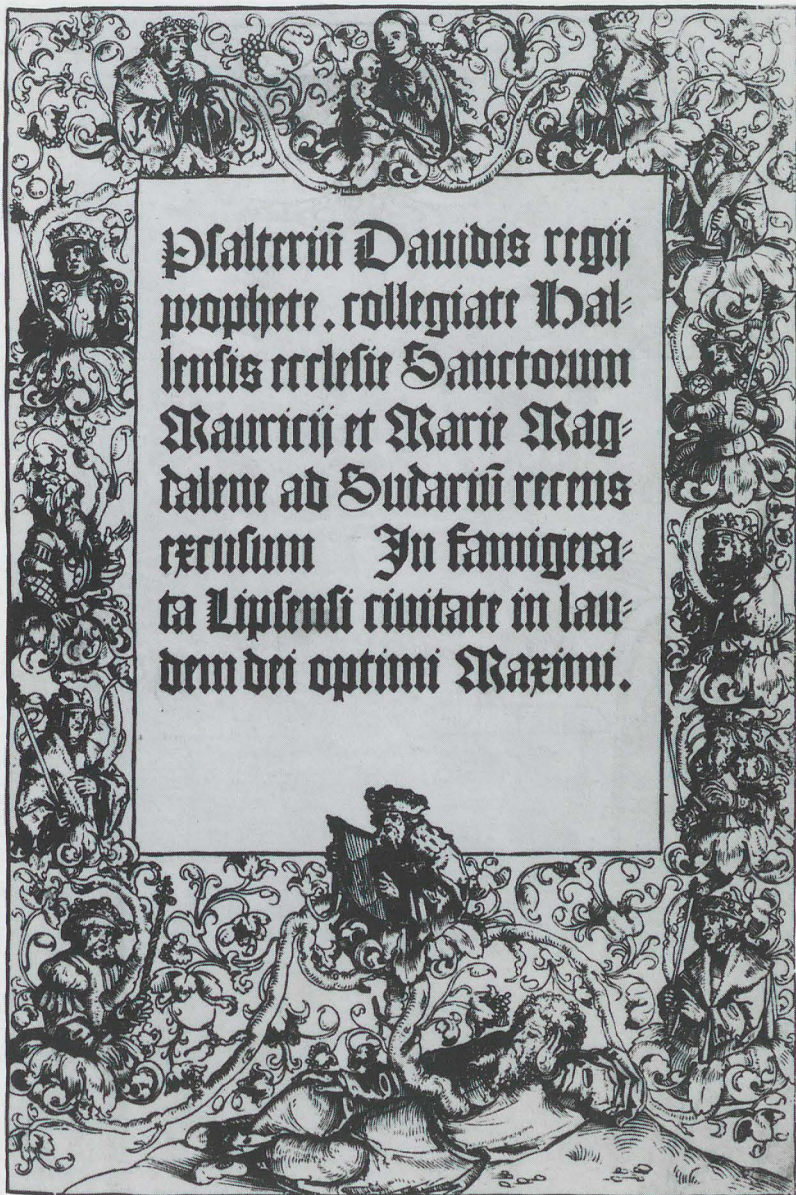 Pſalteriū Dauidis regij
prophete. collegiate Hal⸗
lenſis eccleſie Sanctorum
Mauricij et Marie Mag⸗
dalene ad Sudariū recens
excuſum In famigera⸗
ta Lipſenſi ciuitate in lau⸗
dem dei optimi Maximi.